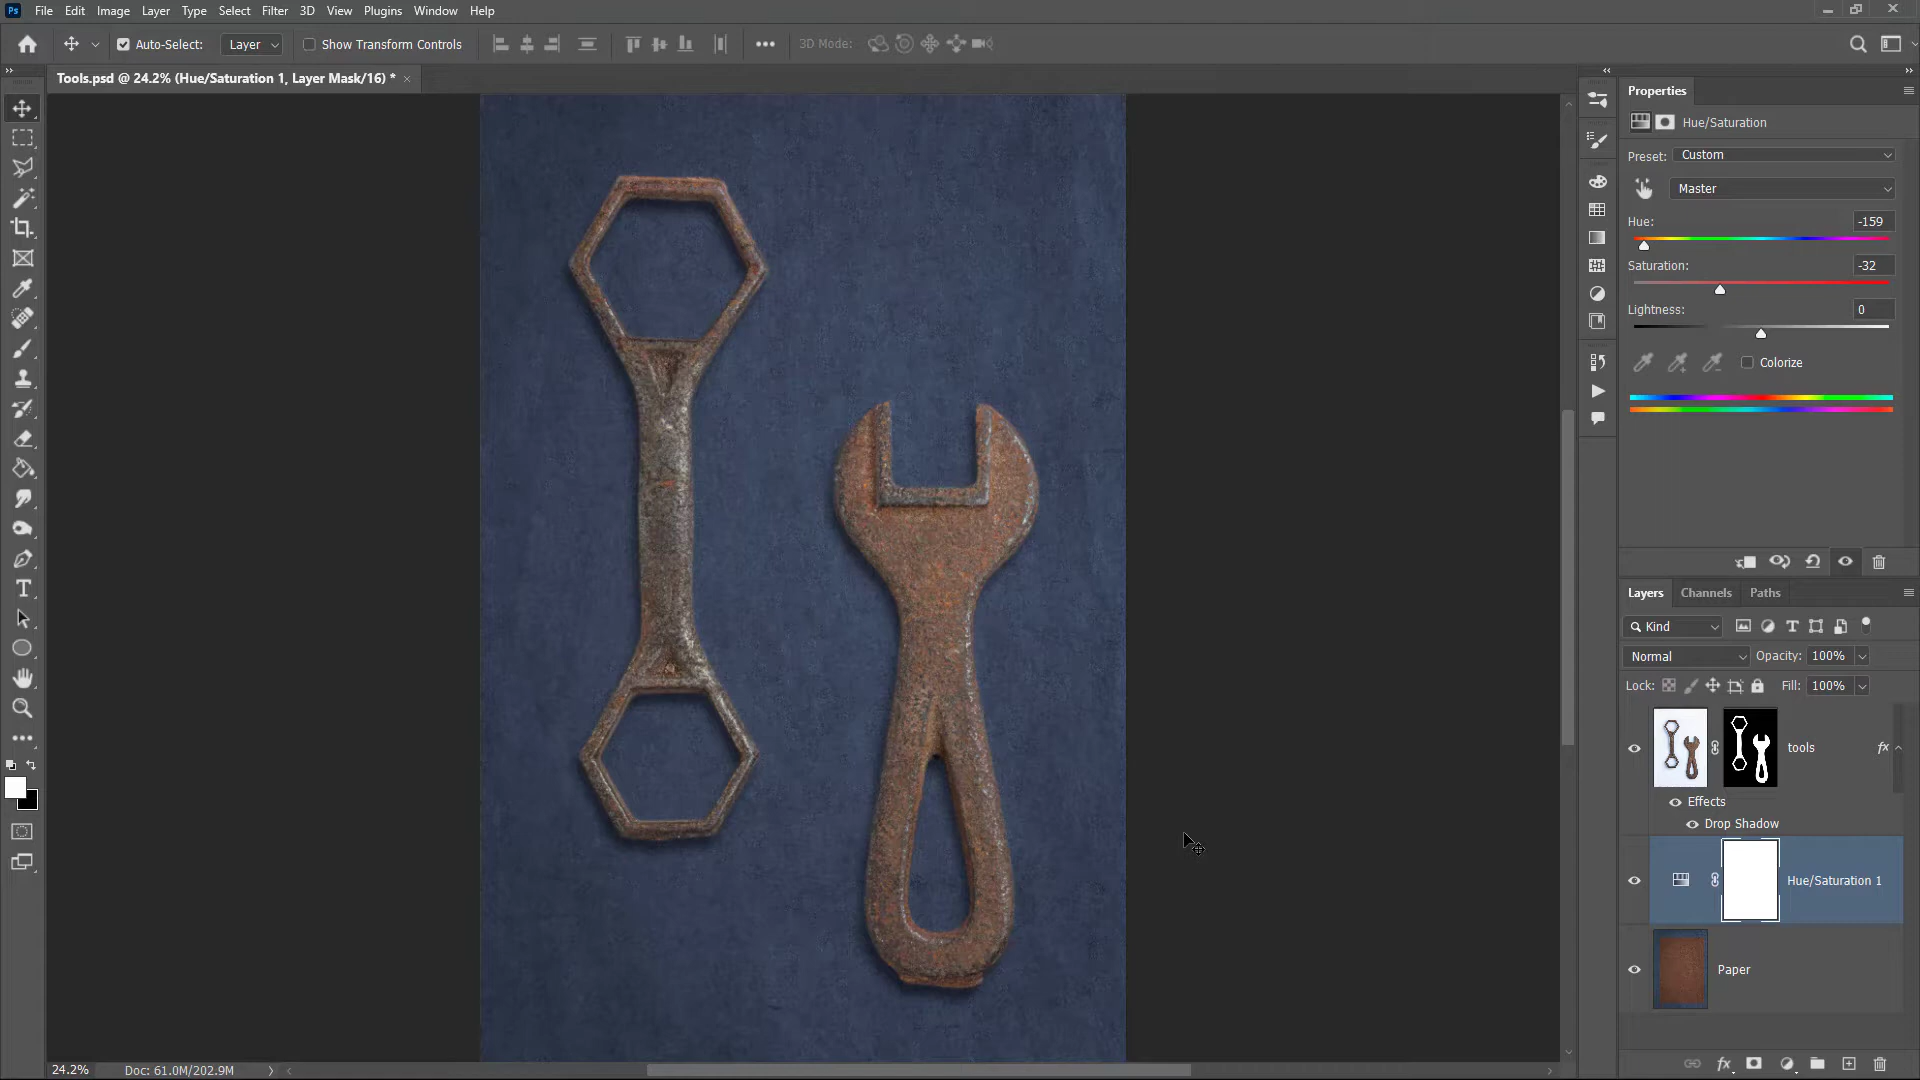 Ps File Edit Image Layer Type Select Filter 3D View Plugins Window Help
Auto-Select: Layer Show Transform Controls 3D Mode:
Tools.psd @ 24.2% (Hue/Saturation 1, Layer Mask/16) *
Properties
Hue/Saturation
Preset: Custom
Master
Hue: -159
Saturation: -32
Lightness: 0
Colorize
Layers Channels Paths
Kind
Normal Opacity: 100%
Lock: Fill: 100%
tools fx
Effects
Drop Shadow
Hue/Saturation 1
Paper
24.2% Doc: 61.0M/202.9M
fx